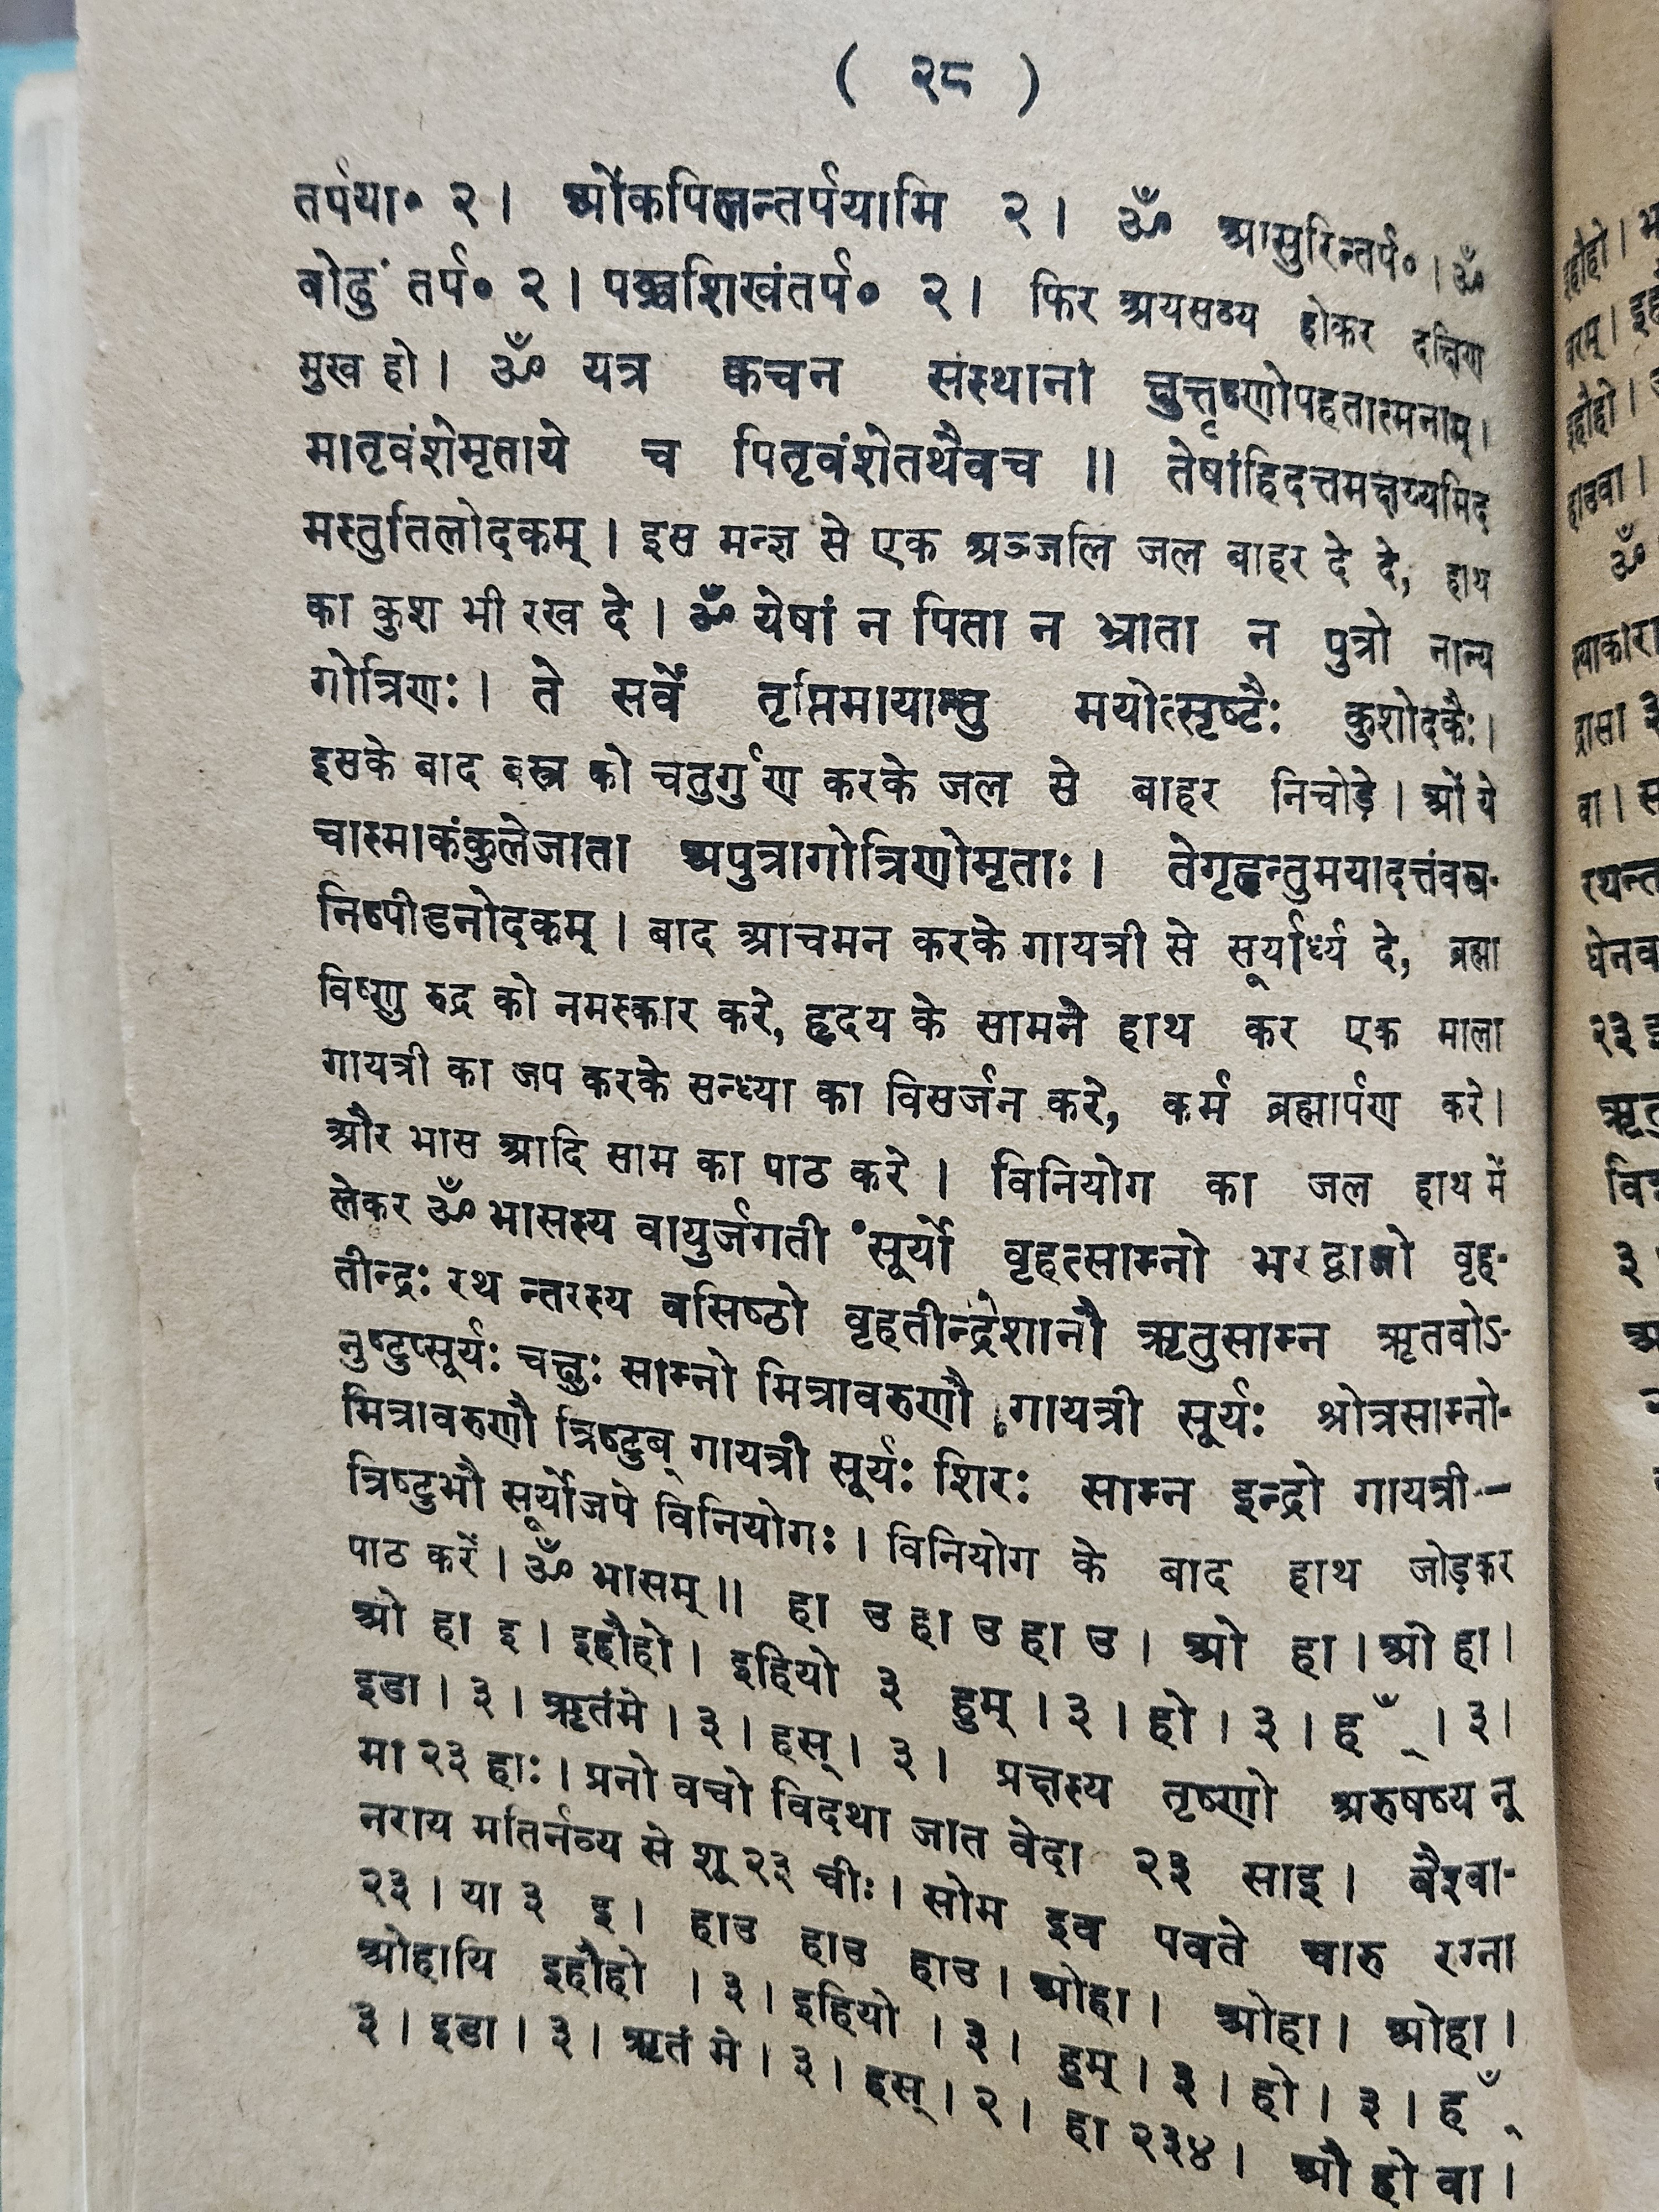 ( २८ )
तर्पया० २ । ओंकपिलन्तर्पयामि २ । ॐ आसुरिन्तर्प० । ॐ
वोढुं तर्प० २ । पञ्चशिखंतर्प० २ । फिर अयसव्य होकर दक्षिण
मुख हो । ॐ यत्र क्वचन संस्थानां क्षुत्तृष्णोपहतात्मनाम् ।
मातृवंशेमृताये च पितृवंशेतथैवच ॥ तेषांहिदत्तमक्षय्यमिद
मस्तुतिलोदकम् । इस मन्त्र से एक अञ्जलि जल बाहर दे दे, हाथ
का कुश भी रख दे । ॐ येषां न पिता न भ्राता न पुत्रो नान्य
गोत्रिणः । ते सर्वें तृप्तिमायान्तु मयोत्सृष्टैः कुशोदकैः ।
इसके बाद वस्त्र को चतुर्गुण करके जल से बाहर निचोड़े । ओं ये
चास्माकंकुलेजाता अपुत्रागोत्रिणोमृताः । तेगृह्वन्तुमयादत्तंवस्त्र-
निष्पीडनोदकम् । बाद आचमन करके गायत्री से सूर्यार्ध्य दे, ब्रह्मा
विष्णु रुद्र को नमस्कार करे, हृदय के सामने हाथ कर एक माला
गायत्री का जप करके सन्ध्या का विसर्जन करे, कर्म ब्रह्मार्पण करे ।
और भास आदि साम का पाठ करे । विनियोग का जल हाथ में
लेकर ॐ भासस्य वायुर्जगती सूर्यो वृहत्साम्नो भरद्वाजो वृह-
तीन्द्रः रथ न्तरस्य वसिष्ठो वृहतीन्द्रेशानौ ऋतुसाम्न ऋतवोऽ-
नुष्टुप्सूर्यः चक्षुः साम्नो मित्रावरुणौ गायत्री सूर्यः श्रोत्रसाम्नो-
मित्रावरुणौ त्रिष्टुब् गायत्री सूर्यः शिरः साम्न इन्द्रो गायत्री-
त्रिष्टुभौ सूर्योजपे विनियोगः । विनियोग के बाद हाथ जोड़कर
पाठ करें । ॐ भासम् ॥ हा उ हा उ हा उ । ओ हा । ओ हा ।
ओ हा इ । इहौहो । इहियो ३ हुम् । ३ । हो । ३ । ह्ँ । ३ ।
इडा । ३ । ऋतंमे । ३ । हस् । ३ । प्रक्षस्य तृष्णो अरुषष्य नू
मा २३ हाः । प्रनो वचो विदथा जात वेदा २३ साइ । वैश्वा-
नराय मतिर्नव्य से शू २३ चीः । सोम इव पवते चारु रग्ना
२३ । या ३ इ । हाउ हाउ हाउ । ओहा । ओहा । ओहा ।
ओहायि इहौहो । ३ । इहियो । ३ । हुम् । ३ । हो । ३ । ह्ँ
३ । इडा । ३ । ऋतं मे । ३ । हस् । २ । हा २३४ । औ हो वा ।